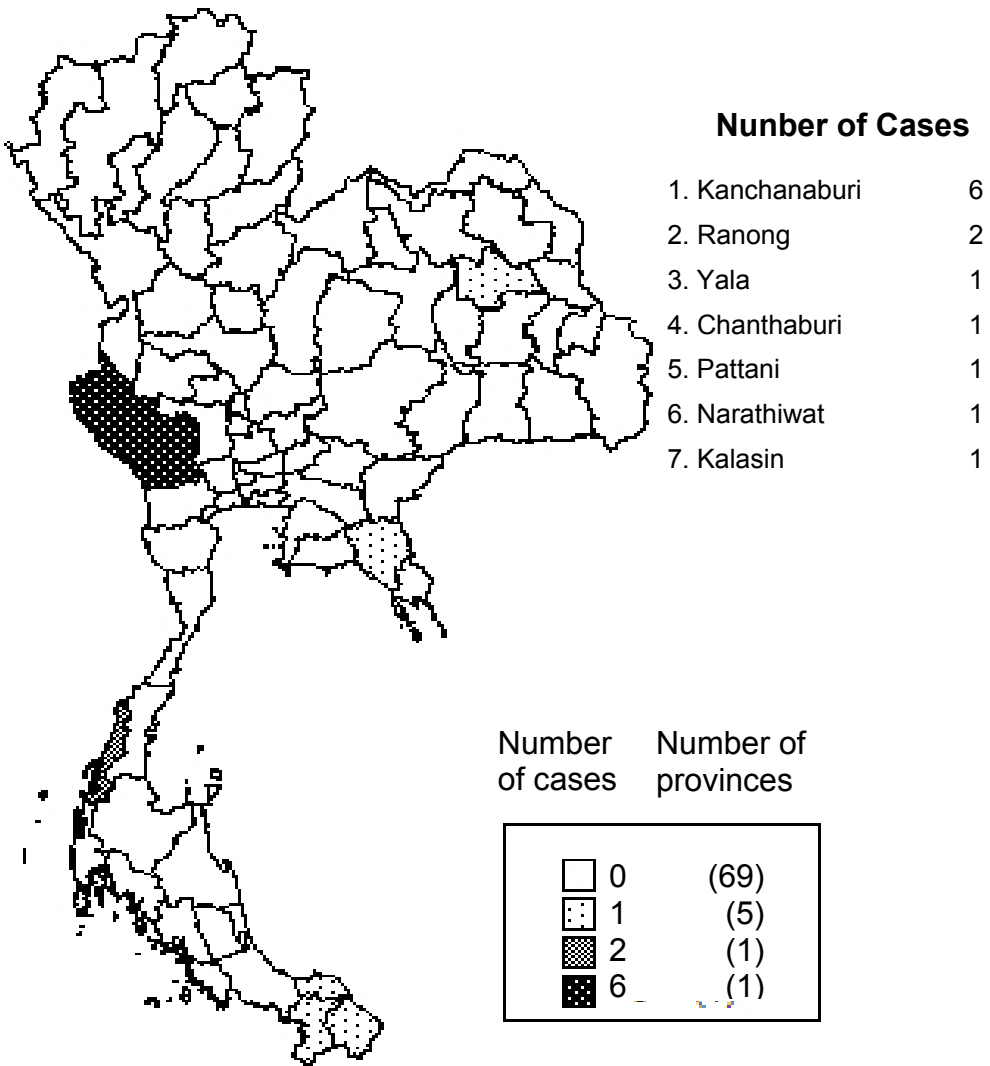 Nunber of Cases
1. Kanchanaburi 6
2. Ranong 2
3. Yala 1
4. Chanthaburi 1
5. Pattani 1
6. Narathiwat 1
7. Kalasin 1
Number Number of
of cases provinces
0 (69)
1 (5)
2 (1)
6 (1)